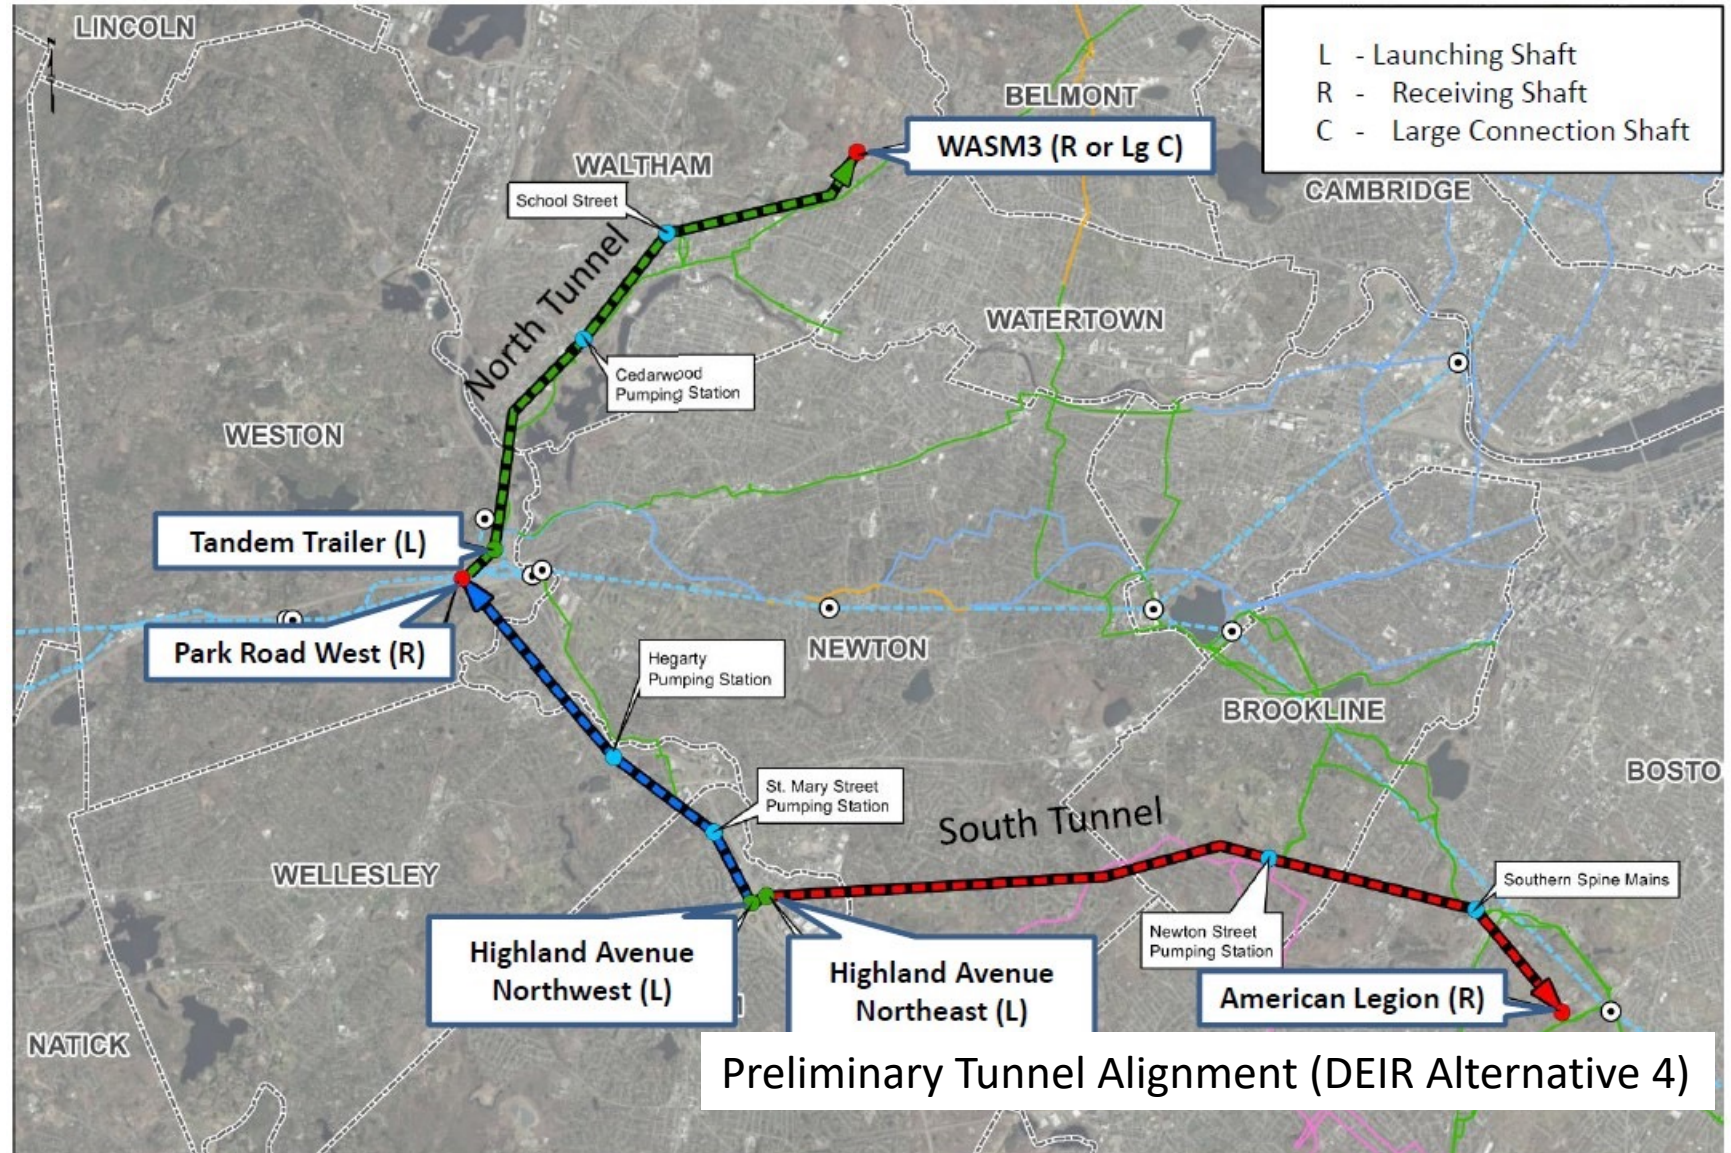 LINCOLN
L - Launching Shaft
R - Receiving Shaft
C - Large Connection Shaft
BELMONT
WASM3 (R or Lg C)
WALTHAM
CAMBRIDGE
School Street
North Tunnel
WATERTOWN
Cedarwood
Pumping Station
WESTON
Tandem Trailer (L)
Park Road West (R)
NEWTON
Hegarty
Pumping Station
BROOKLINE
BOSTO
St. Mary Street
Pumping Station
South Tunnel
WELLESLEY
Southern Spine Mains
Newton Street
Pumping Station
Highland Avenue
Northwest (L)
Highland Avenue
Northeast (L)
American Legion (R)
NATICK
Preliminary Tunnel Alignment (DEIR Alternative 4)